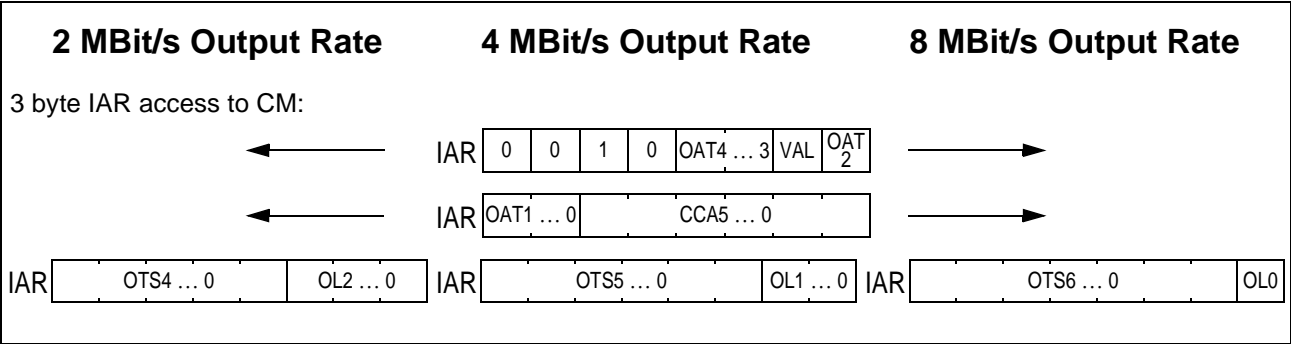 2 MBit/s Output Rate 4 MBit/s Output Rate 8 MBit/s Output Rate
3 byte IAR access to CM:
IAR 0 0 1 0 OAT4 … 3 VAL OAT 2
IAR OAT1 … 0 CCA5 … 0
IAR OTS4 … 0 OL2 … 0 IAR OTS5 … 0 OL1 … 0 IAR OTS6 … 0 OL0